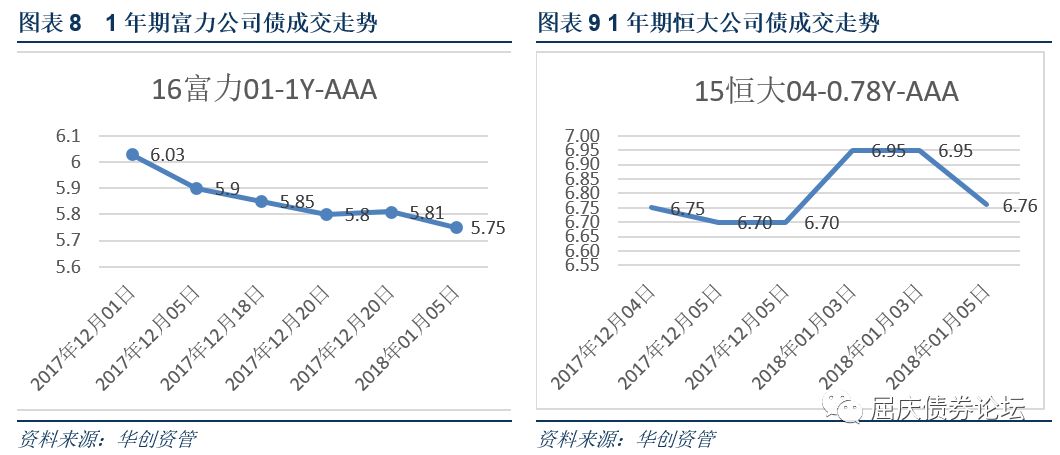 图表 8 1 年期富力公司债成交走势
16富力01-1Y-AAA
6.1
6
5.9
5.8
5.7
5.6
6.03
5.9
5.85
5.8
5.81
5.75
2017年12月01日
2017年12月05日
2017年12月18日
2017年12月20日
2017年12月20日
2018年01月05日
资料来源：华创资管
图表 9 1 年期恒大公司债成交走势
15恒大04-0.78Y-AAA
7.00
6.95
6.90
6.85
6.80
6.75
6.70
6.65
6.60
6.55
6.75
6.70
6.70
6.95
6.95
6.76
2017年12月04日
2017年12月05日
2017年12月05日
2018年01月03日
2018年01月03日
2018年01月05日
屈庆债券论坛
资料来源：华创资管